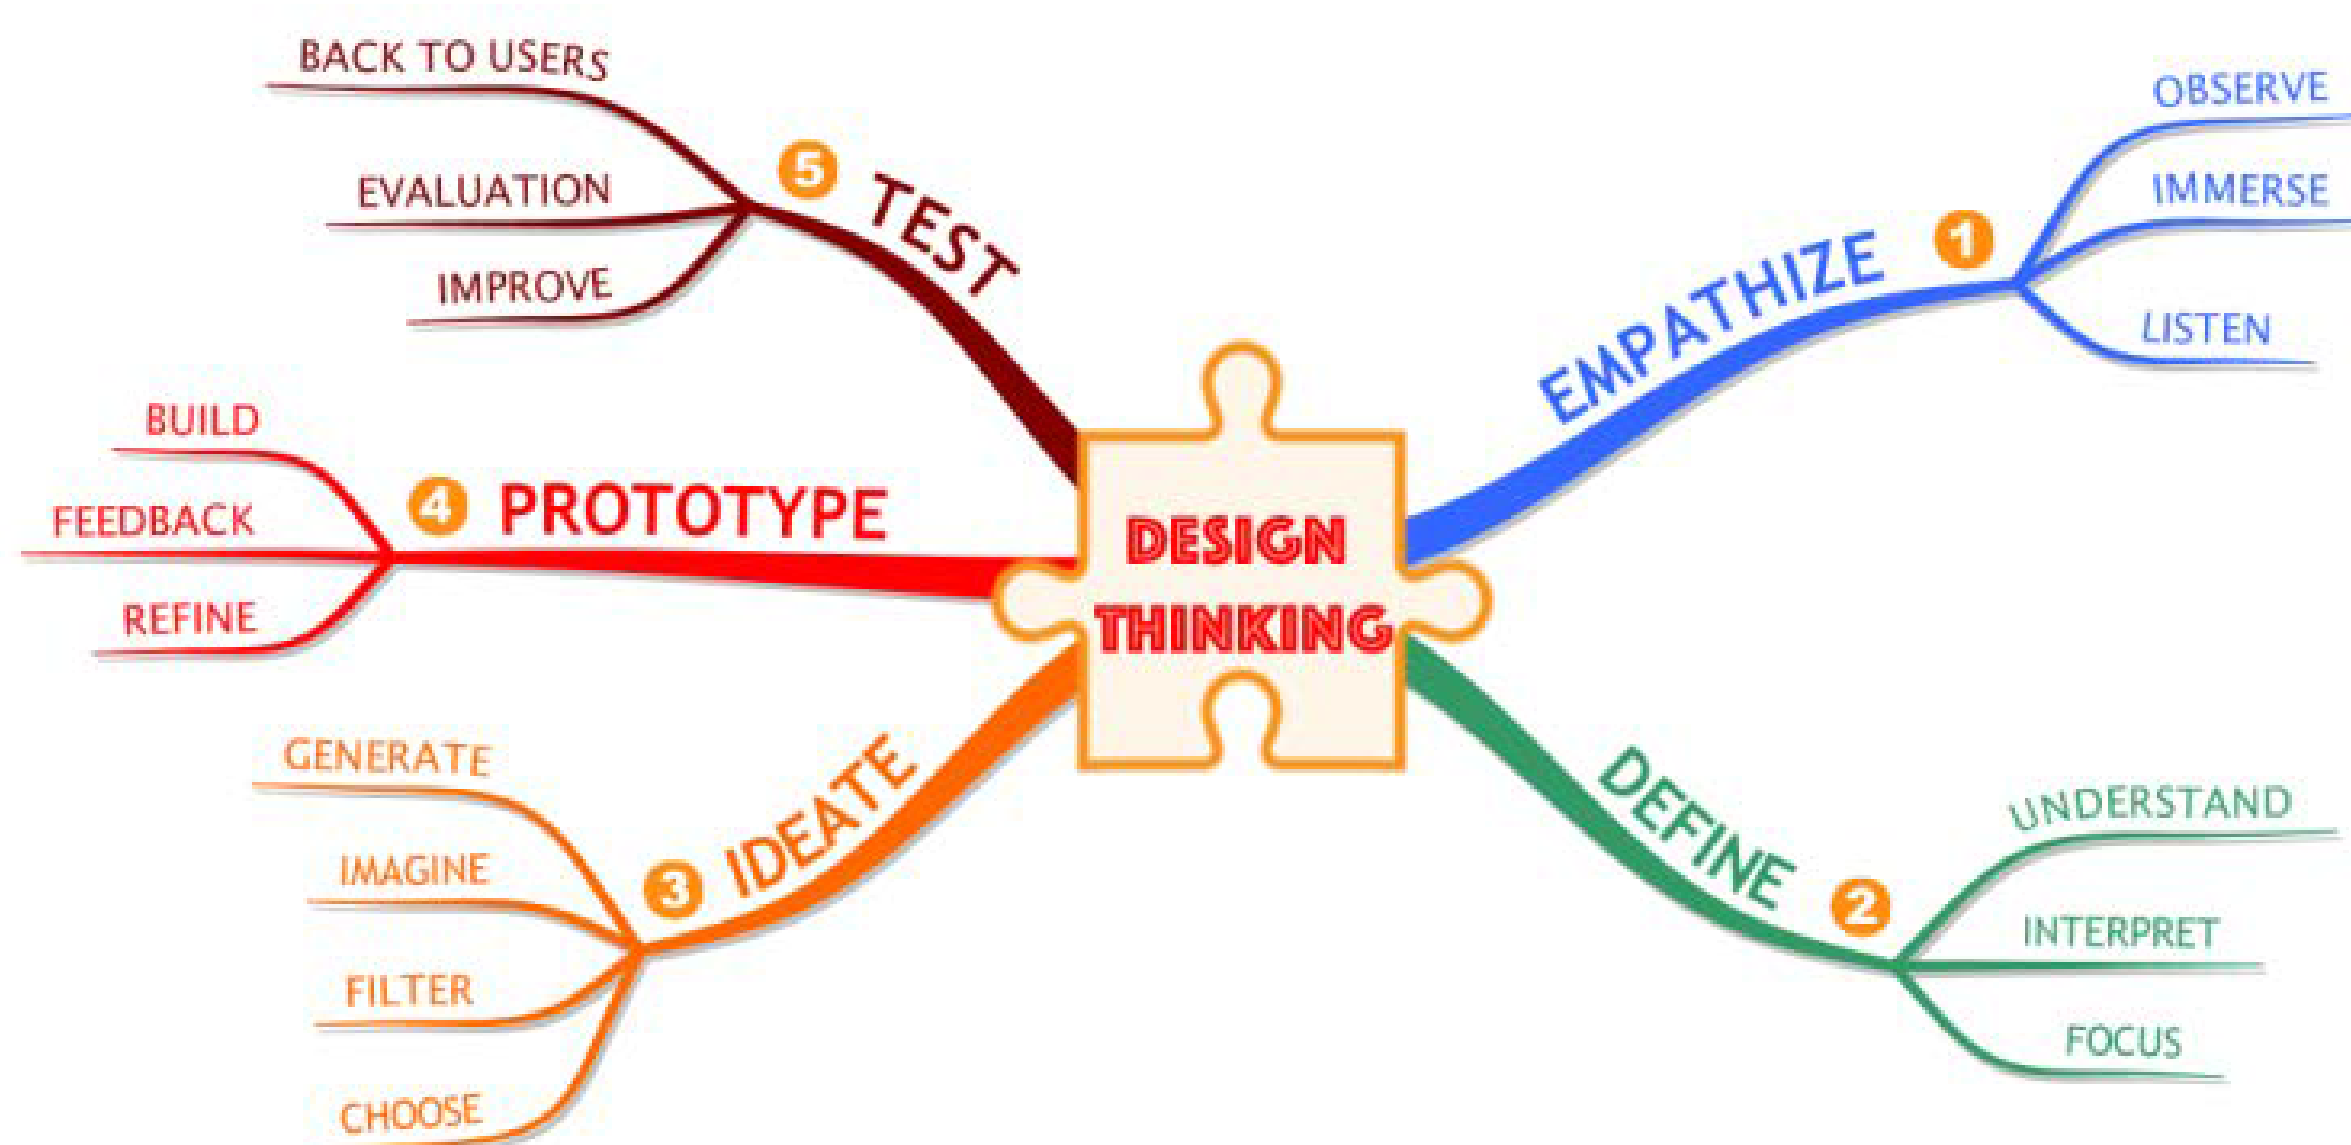 DESIGN
THINKING
1
EMPATHIZE
OBSERVE
IMMERSE
LISTEN
2
DEFINE
UNDERSTAND
INTERPRET
FOCUS
3
IDEATE
GENERATE
IMAGINE
FILTER
CHOOSE
4
PROTOTYPE
BUILD
FEEDBACK
REFINE
5
TEST
BACK TO USERS
EVALUATION
IMPROVE